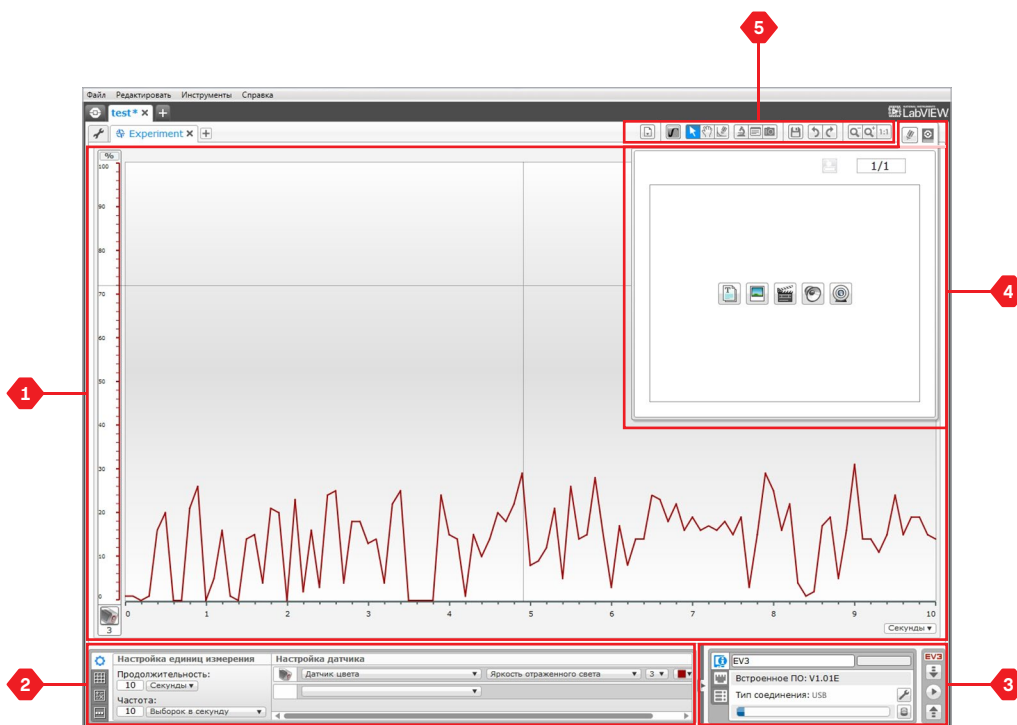 5
Файл Редактировать Инструменты Справка
test* × +
LabVIEW
Experiment × +
1:1
%
1/1
100
90
80
70
60
50
40
30
20
10
0
4
1
0 1 2 3 4 5 6 7 8 9 10
3
Секунды
Настройка единиц измерения
Настройка датчика
Продолжительность:
10 Секунды
Частота:
10 Выборок в секунду
Датчик цвета
Яркость отраженного света
3
EV3
EV3
Встроенное ПО: V1.01E
Тип соединения: USB
2
3